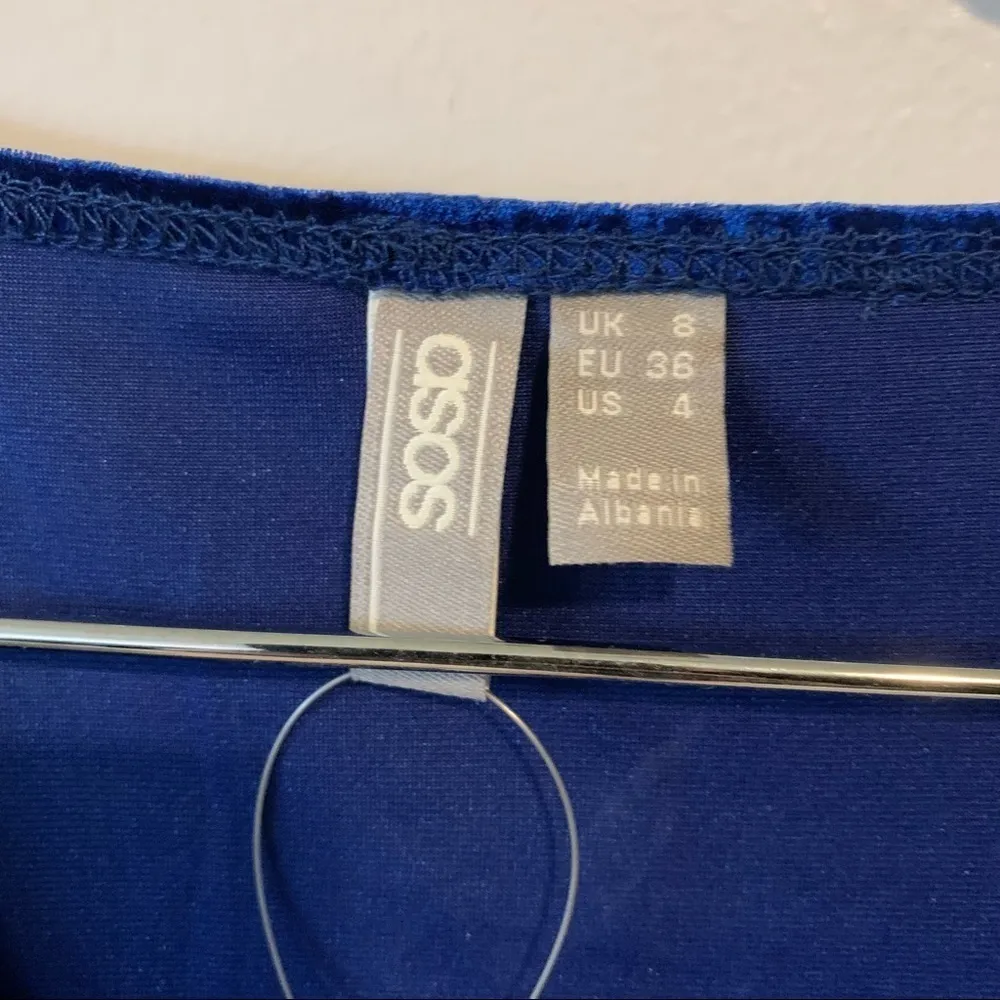 asos
UK 8
EU 36
US 4
Made in
Albania